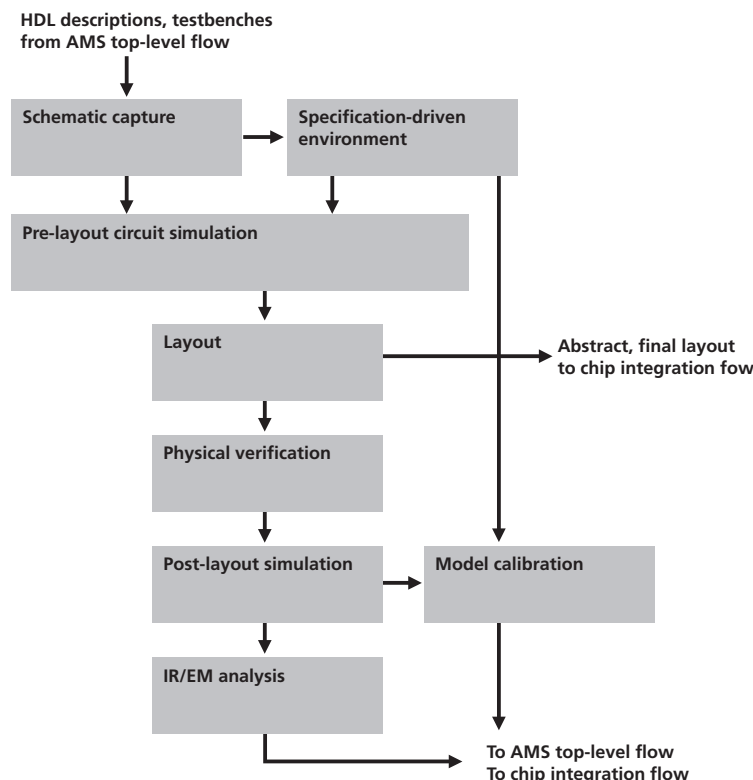 HDL descriptions, testbenches
from AMS top-level flow
Schematic capture
Specification-driven
environment
Pre-layout circuit simulation
Layout
Abstract, final layout
to chip integration fow
Physical verification
Post-layout simulation
Model calibration
IR/EM analysis
To AMS top-level flow
To chip integration flow